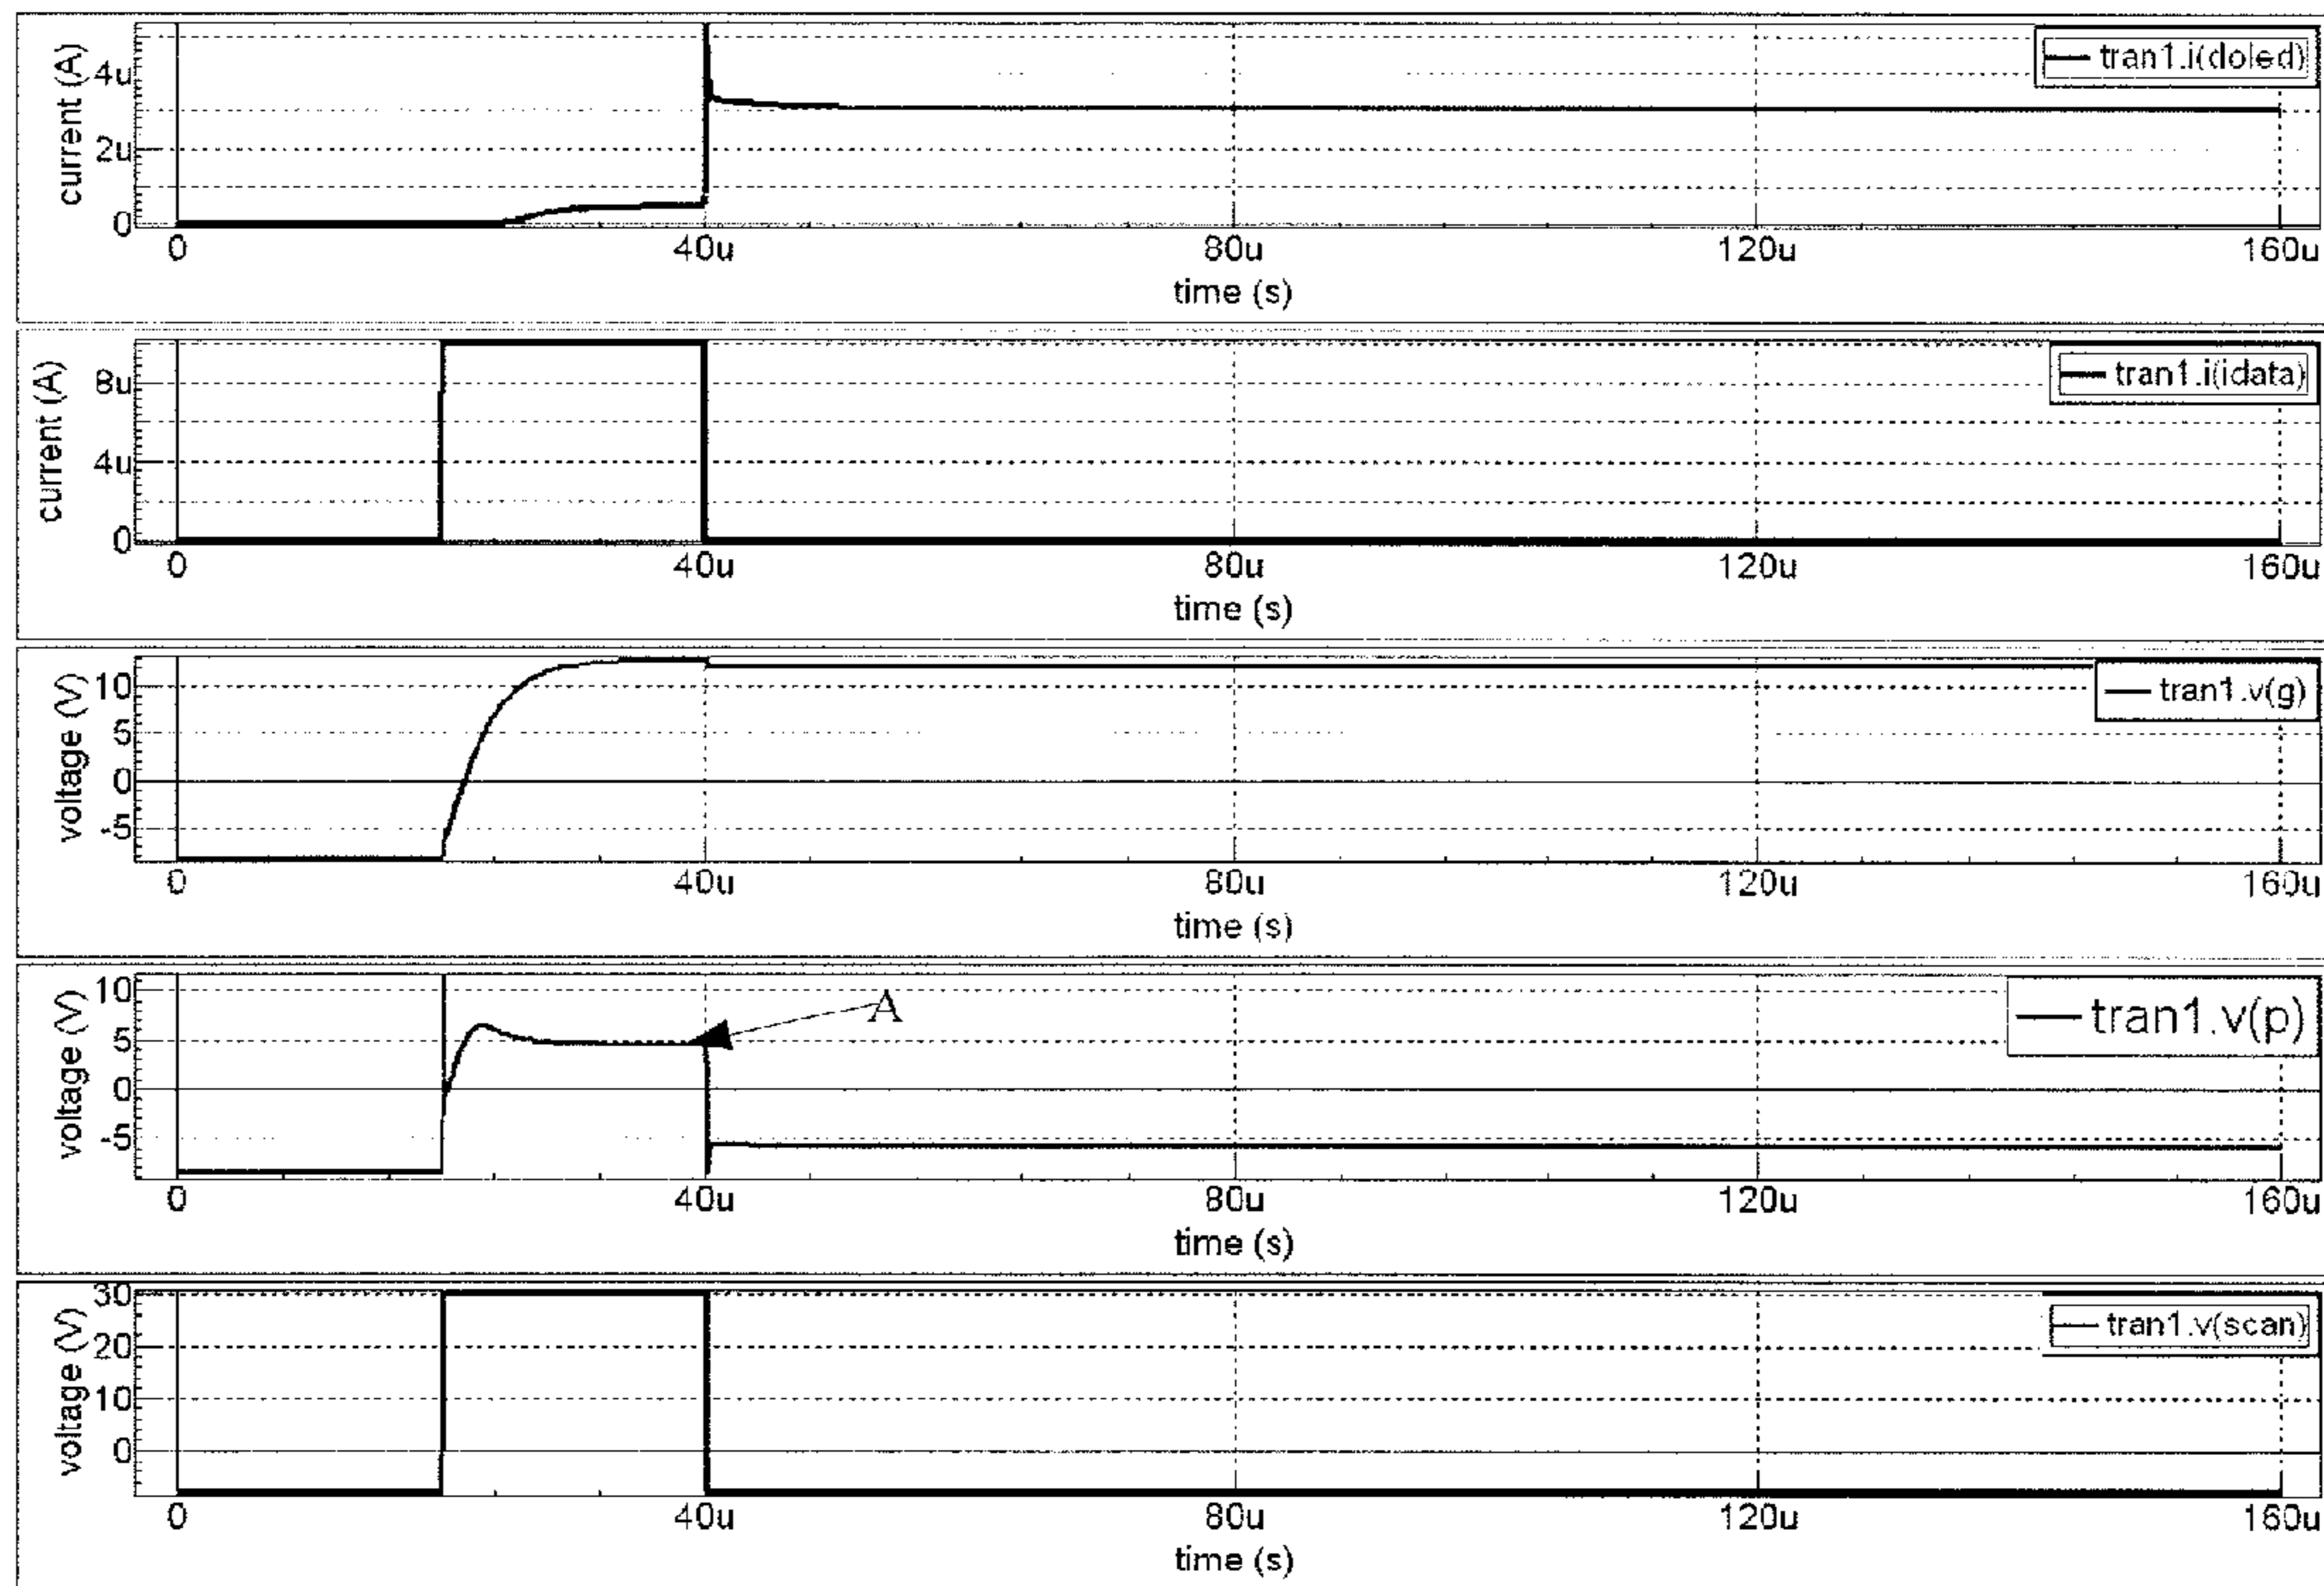 current (A)
4u
2u
0
tran1.i(doled)
0 40u 80u 120u 160u
time (s)
current (A)
8u
4u
0
tran1.i(idata)
0 40u 80u 120u 160u
time (s)
voltage (V)
10
5
0
-5
tran1.v(g)
0 40u 80u 120u 160u
time (s)
voltage (V)
10
5
0
-5
A
tran1.v(p)
0 40u 80u 120u 160u
time (s)
voltage (V)
30
20
10
0
tran1.v(scan)
0 40u 80u 120u 160u
time (s)